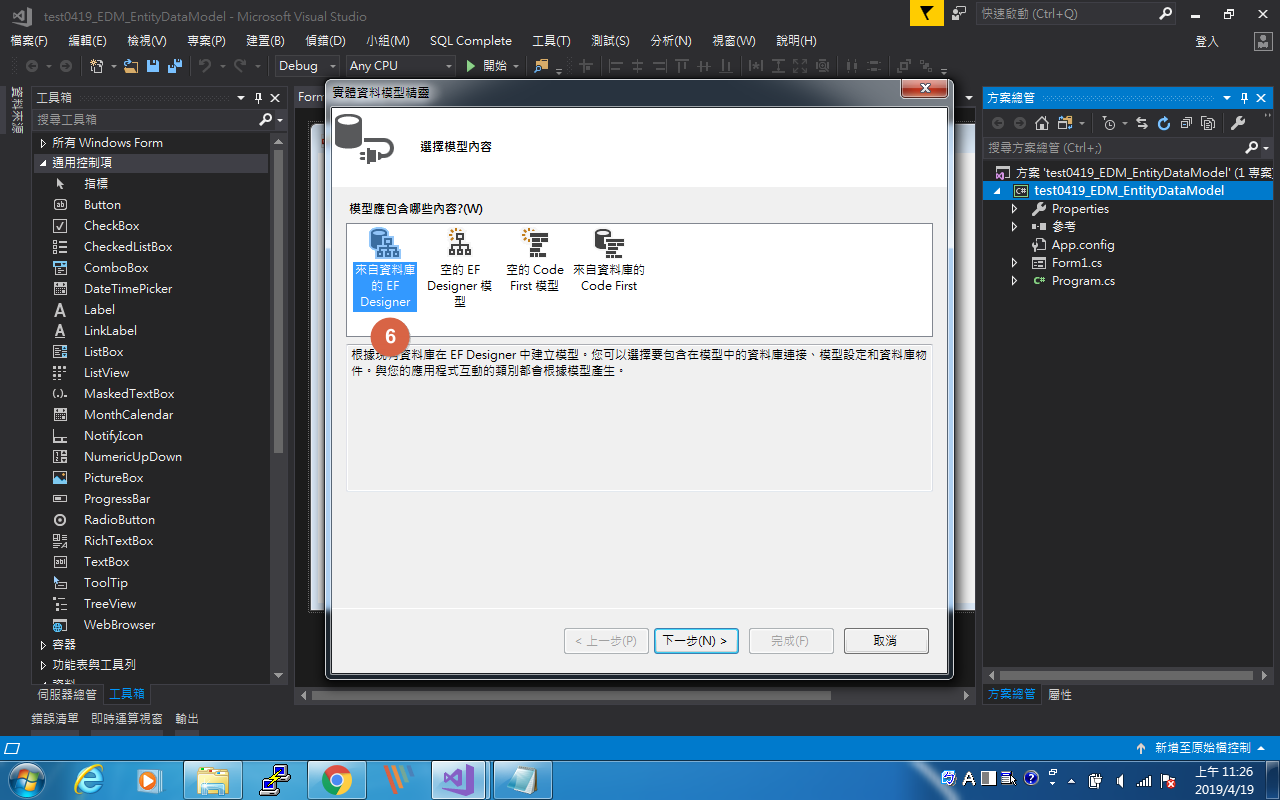 test0419_EDM_EntityDataModel - Microsoft Visual Studio
快速啟動 (Ctrl+Q)
檔案(F) 編輯(E) 檢視(V) 專案(P) 建置(B) 偵錯(D) 小組(M) SQL Complete 工具(T) 測試(S) 分析(N) 視窗(W) 說明(H) 登入
Debug Any CPU 開始
資料來源
工具箱
搜尋工具箱
所有 Windows Form
通用控制項
指標
Button
CheckBox
CheckedListBox
ComboBox
DateTimePicker
Label
LinkLabel
ListBox
ListView
MaskedTextBox
MonthCalendar
NotifyIcon
NumericUpDown
PictureBox
ProgressBar
RadioButton
RichTextBox
TextBox
ToolTip
TreeView
WebBrowser
容器
功能表與工具列
資料
伺服器總管 工具箱
錯誤清單 即時運算視窗 輸出
Form
實體資料模型精靈
選擇模型內容
模型應包含哪些內容?(W)
來自資料庫
的 EF
Designer
空的 EF
Designer 模
型
空的 Code
First 模型
來自資料庫的
Code First
6
根據現有資料庫在 EF Designer 中建立模型。您可以選擇要包含在模型中的資料庫連接、模型設定和資料庫物
件。與您的應用程式互動的類別都會根據模型產生。
< 上一步(P) 下一步(N) > 完成(F) 取消
方案總管
搜尋方案總管 (Ctrl+;)
方案 'test0419_EDM_EntityDataModel' (1 專案
C# test0419_EDM_EntityDataModel
Properties
參考
App.config
Form1.cs
C# Program.cs
方案總管 屬性
新增至原始檔控制
A
上午 11:26
2019/4/19